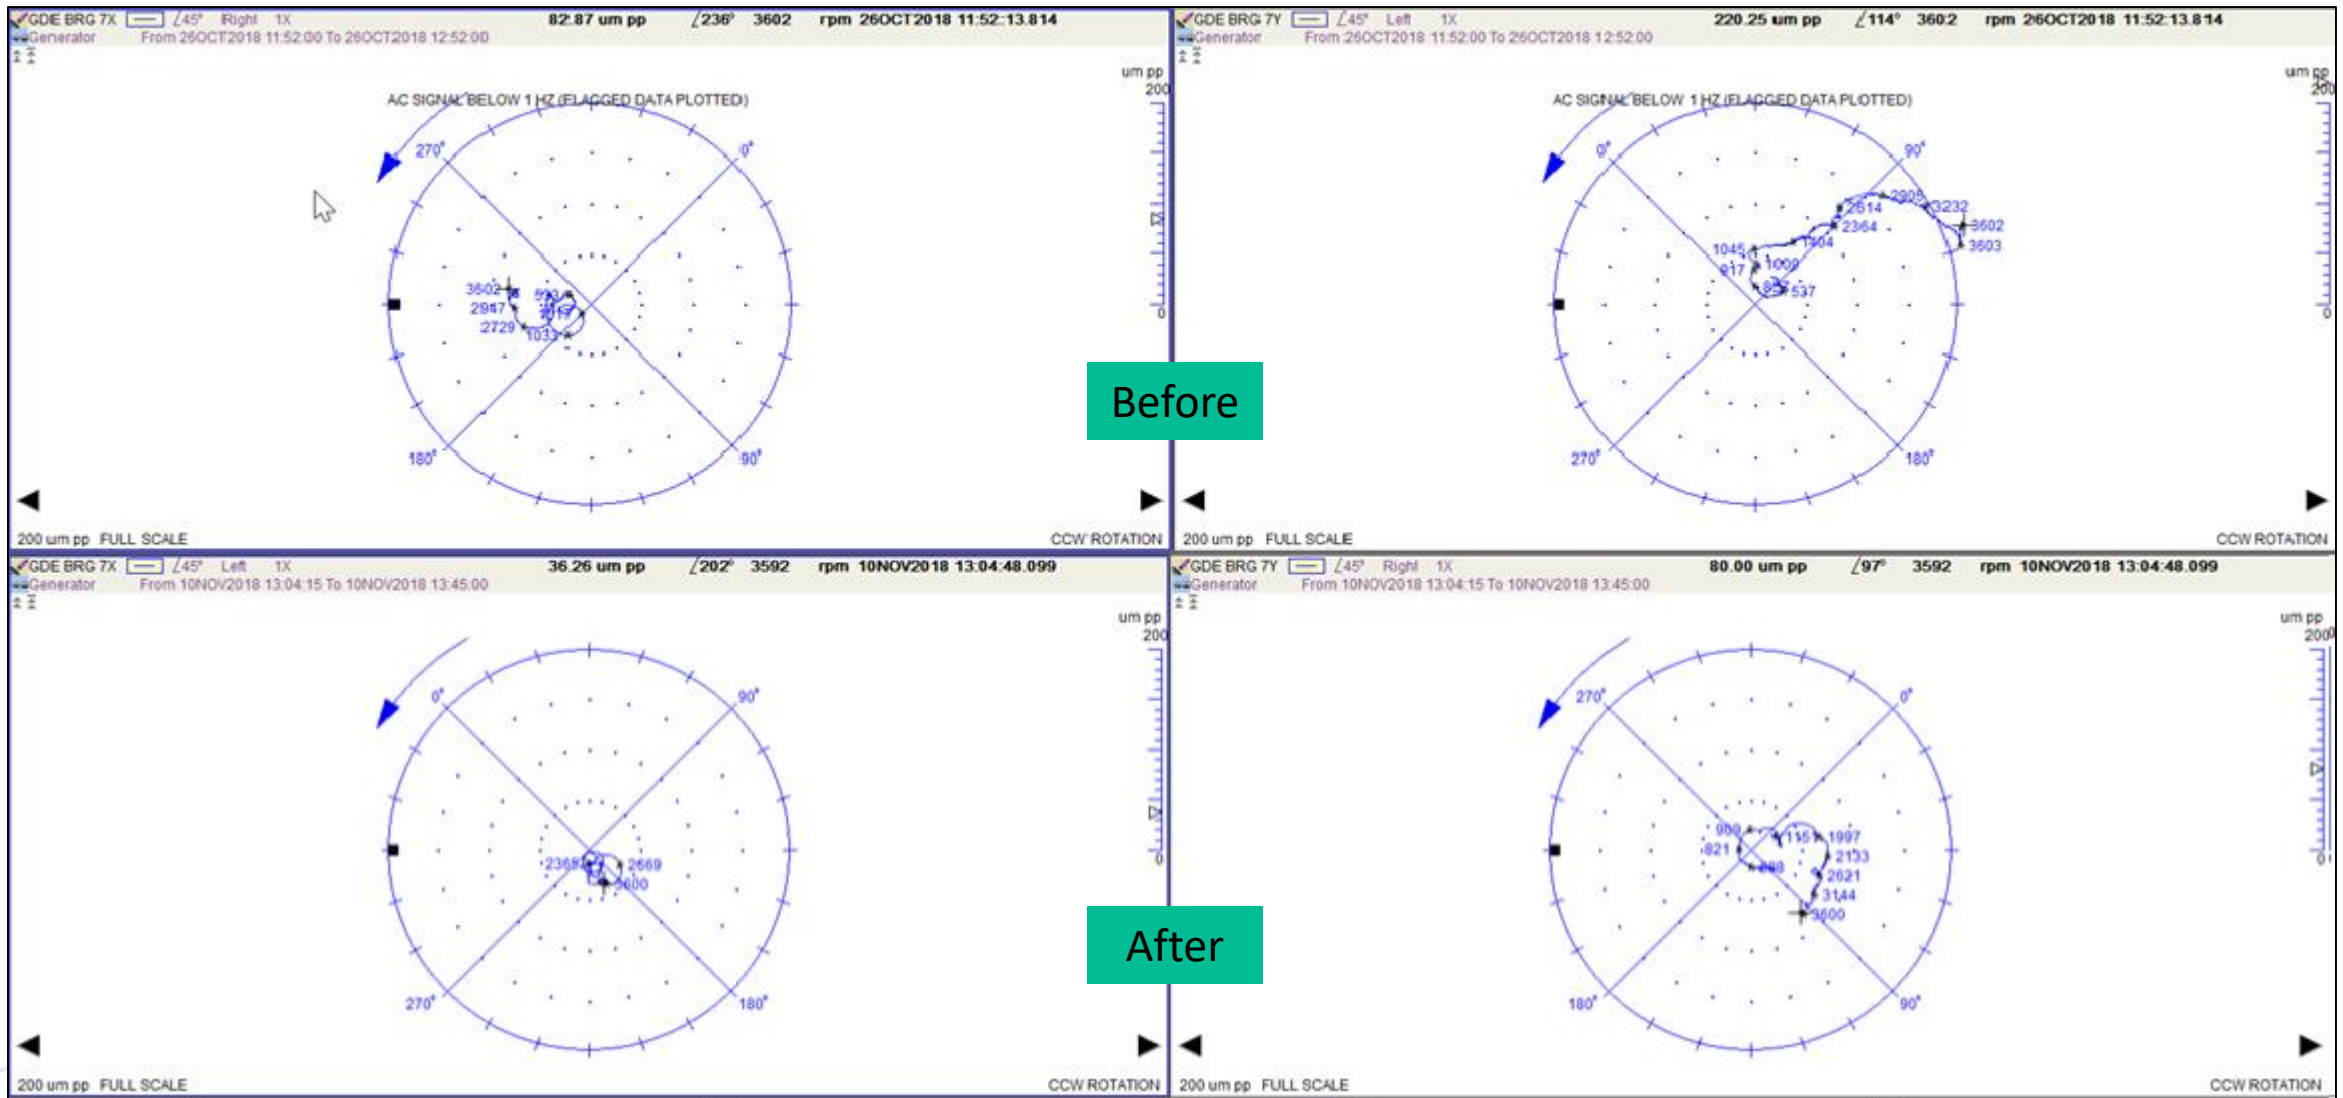 GDE BRG 7X ∠45° Right 1X 82.87 um pp ∠236° 3602 rpm 26OCT2018 11:52:13.814
Generator From 26OCT2018 11:52:00 To 26OCT2018 12:52:00
um pp
200
AC SIGNAL BELOW 1 HZ (FLAGGED DATA PLOTTED)
270°
0°
3602
2947
2729
1033
0
180°
90°
200 um pp FULL SCALE
CCW ROTATION
GDE BRG 7Y ∠45° Left 1X 220.25 um pp ∠114° 3602 rpm 26OCT2018 11:52:13.814
Generator From 26OCT2018 11:52:00 To 26OCT2018 12:52:00
um pp
200
AC SIGNAL BELOW 1 HZ (FLAGGED DATA PLOTTED)
0°
90°
2905
2614
3232
2364
3602
1045
1404
3603
917
1009
537
0
270°
180°
200 um pp FULL SCALE
CCW ROTATION
Before
GDE BRG 7X ∠45° Left 1X 36.26 um pp ∠202° 3592 rpm 10NOV2018 13:04:48.099
Generator From 10NOV2018 13:04:15 To 10NOV2018 13:45:00
um pp
200
0°
90°
0
2669
3600
270°
180°
200 um pp FULL SCALE
CCW ROTATION
GDE BRG 7Y ∠45° Right 1X 80.00 um pp ∠97° 3592 rpm 10NOV2018 13:04:48.099
Generator From 10NOV2018 13:04:15 To 10NOV2018 13:45:00
um pp
200
270°
0°
909
1151
1997
821
2133
0
2621
3144
3600
180°
90°
200 um pp FULL SCALE
CCW ROTATION
After